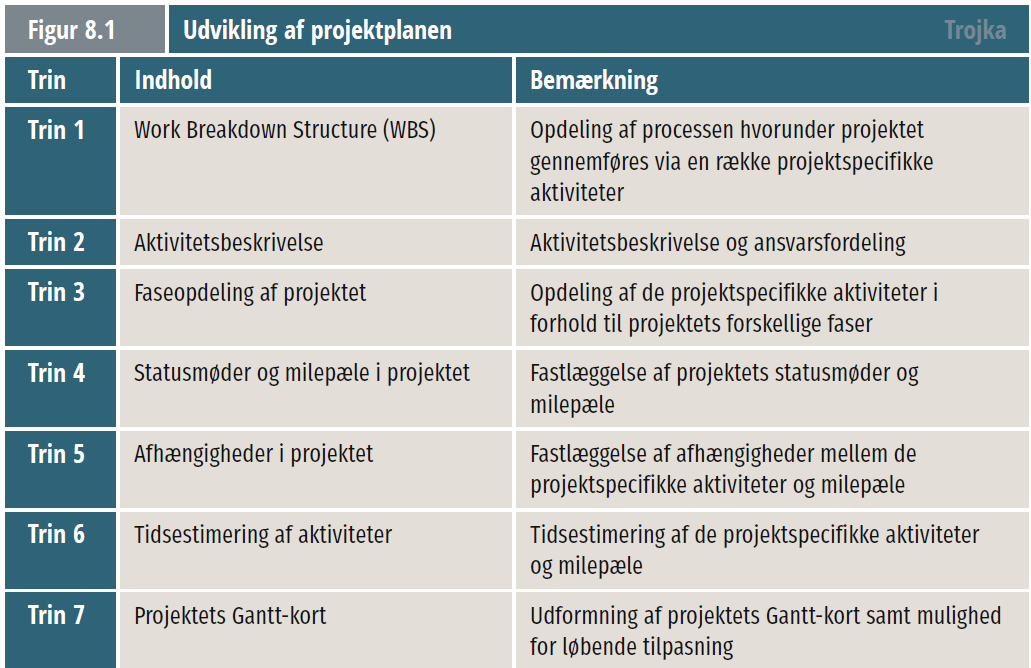 Figur 8.1 Udvikling af projektplanen Trojka
Trin Indhold Bemærkning
Trin 1 Work Breakdown Structure (WBS) Opdeling af processen hvorunder projektet
gennemføres via en række projektspecifikke
aktiviteter
Trin 2 Aktivitetsbeskrivelse Aktivitetsbeskrivelse og ansvarsfordeling
Trin 3 Faseopdeling af projektet Opdeling af de projektspecifikke aktiviteter i
forhold til projektets forskellige faser
Trin 4 Statusmøder og milepæle i projektet Fastlæggelse af projektets statusmøder og
milepæle
Trin 5 Afhængigheder i projektet Fastlæggelse af afhængigheder mellem de
projektspecifikke aktiviteter og milepæle
Trin 6 Tidsestimering af aktiviteter Tidsestimering af de projektspecifikke aktiviteter
og milepæle
Trin 7 Projektets Gantt-kort Udformning af projektets Gantt-kort samt mulighed
for løbende tilpasning